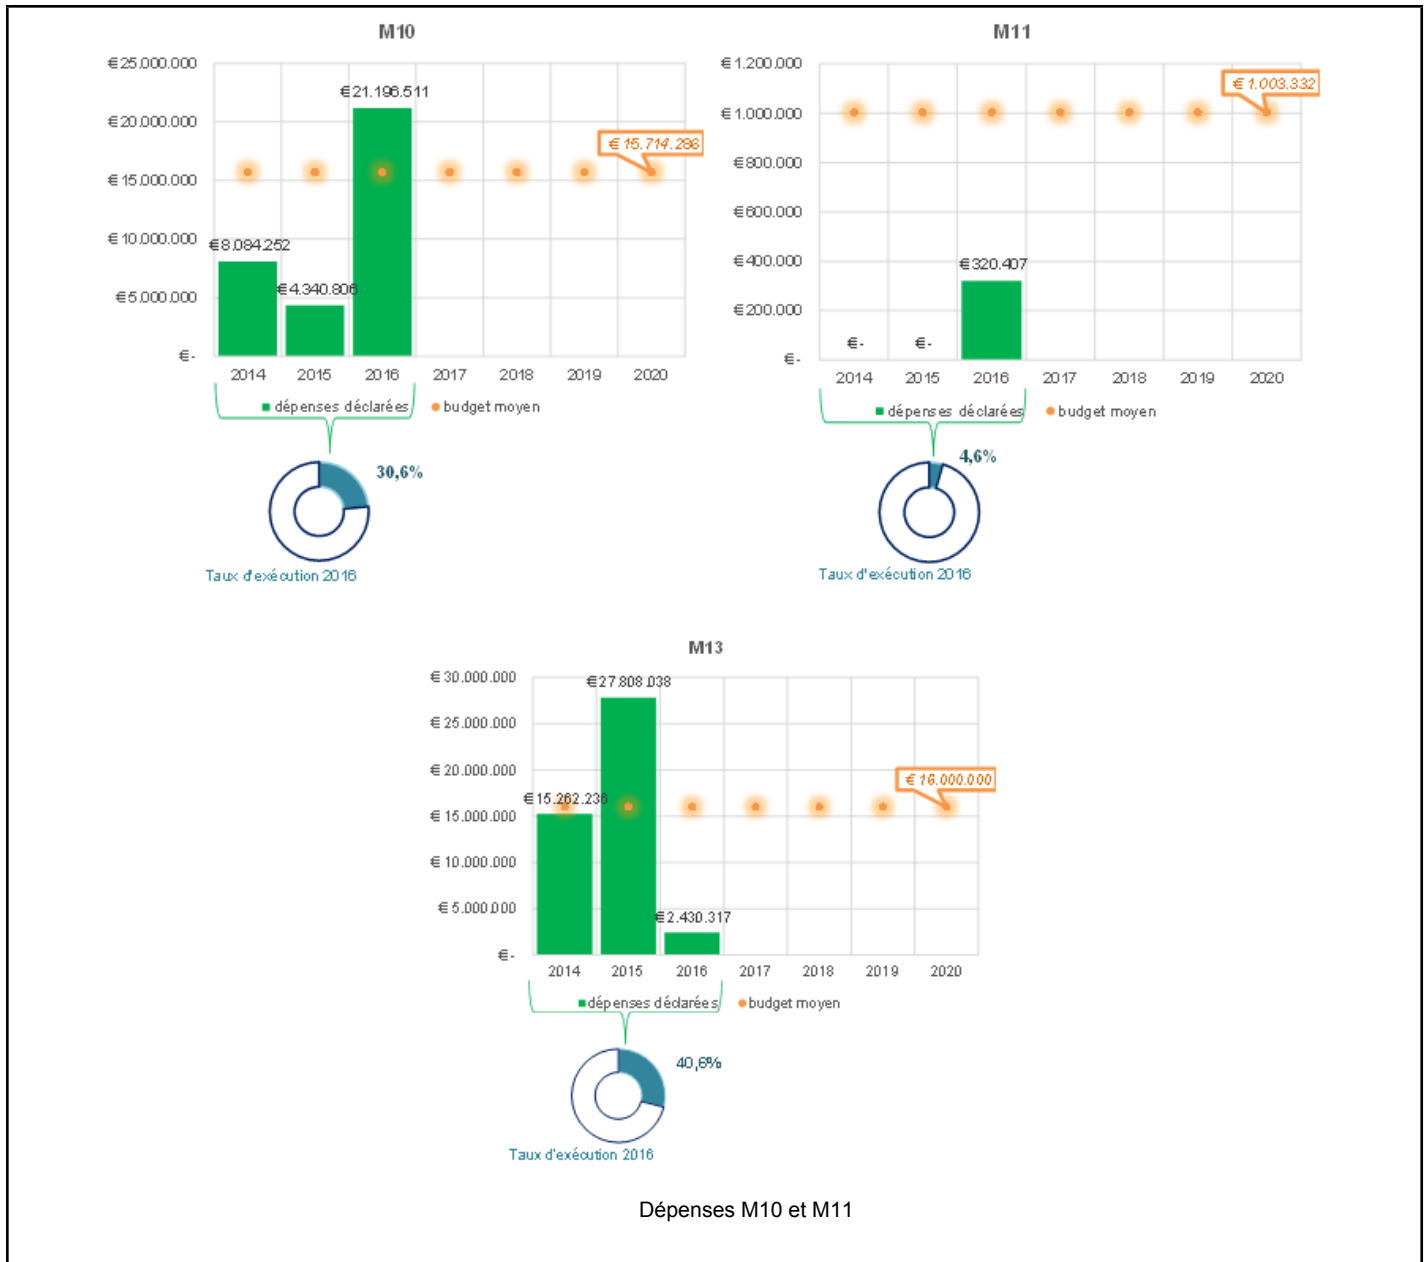 M10
€25.000.000
€20.000.000
€15.000.000
€10.000.000
€5.000.000
€-
€8.084.252
€4.340.806
€21.196.511
€ 15.714.286
2014 2015 2016 2017 2018 2019 2020
dépenses déclarées budget moyen
30,6%
Taux d'exécution 2016
M11
€1.200.000
€1.000.000
€800.000
€600.000
€400.000
€200.000
€-
€-
€-
€320.407
€ 1.003.332
2014 2015 2016 2017 2018 2019 2020
dépenses déclarées budget moyen
4,6%
Taux d'exécution 2016
M13
€30.000.000
€25.000.000
€20.000.000
€15.000.000
€10.000.000
€5.000.000
€-
€15.262.236
€27.808.038
€2.430.317
€ 16.000.000
2014 2015 2016 2017 2018 2019 2020
dépenses déclarées budget moyen
40,6%
Taux d'exécution 2016
Dépenses M10 et M11